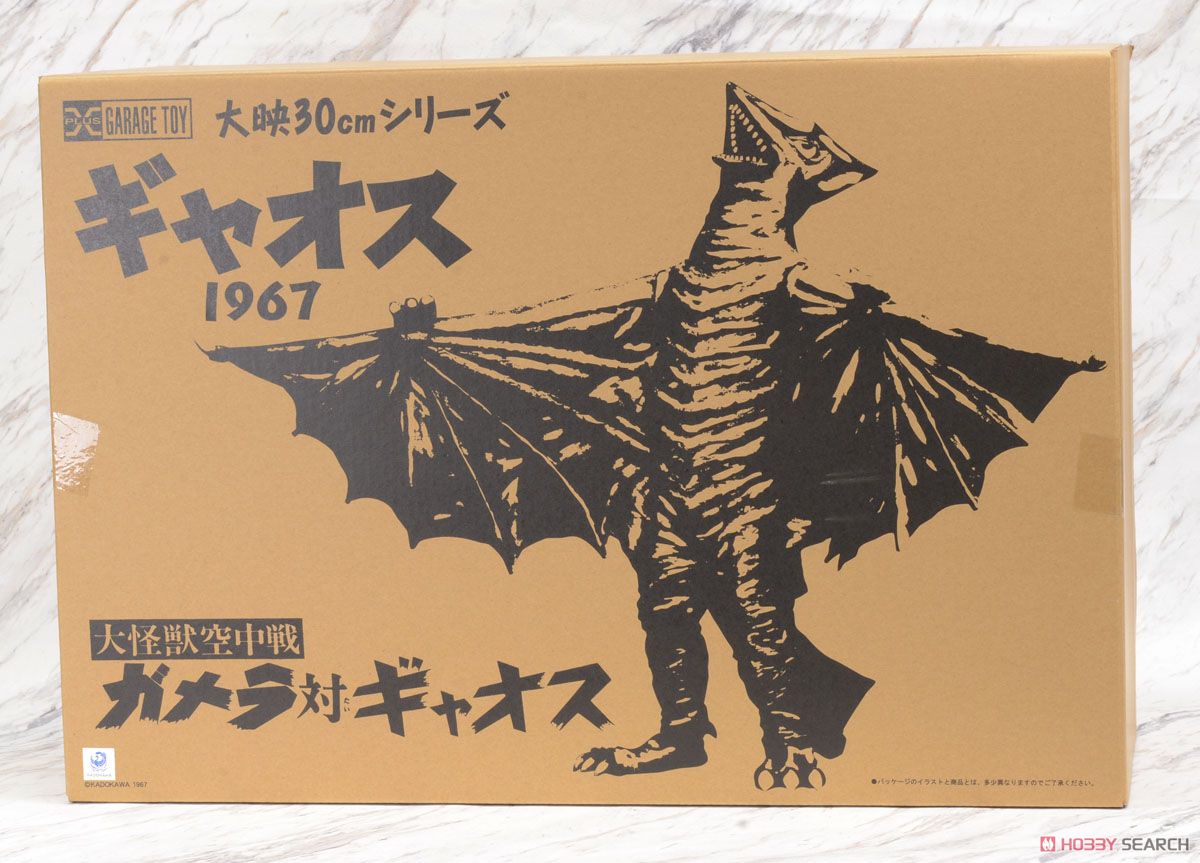 X PLUS GARAGE TOY
大映30cmシリーズ
ギャオス
1967
大怪獣空中戦
ガメラ対ギャオス
たい
©KADOKAWA 1967
●パッケージのイラストと商品とは、多少異なりますのでご了承ください。
HOBBY SEARCH